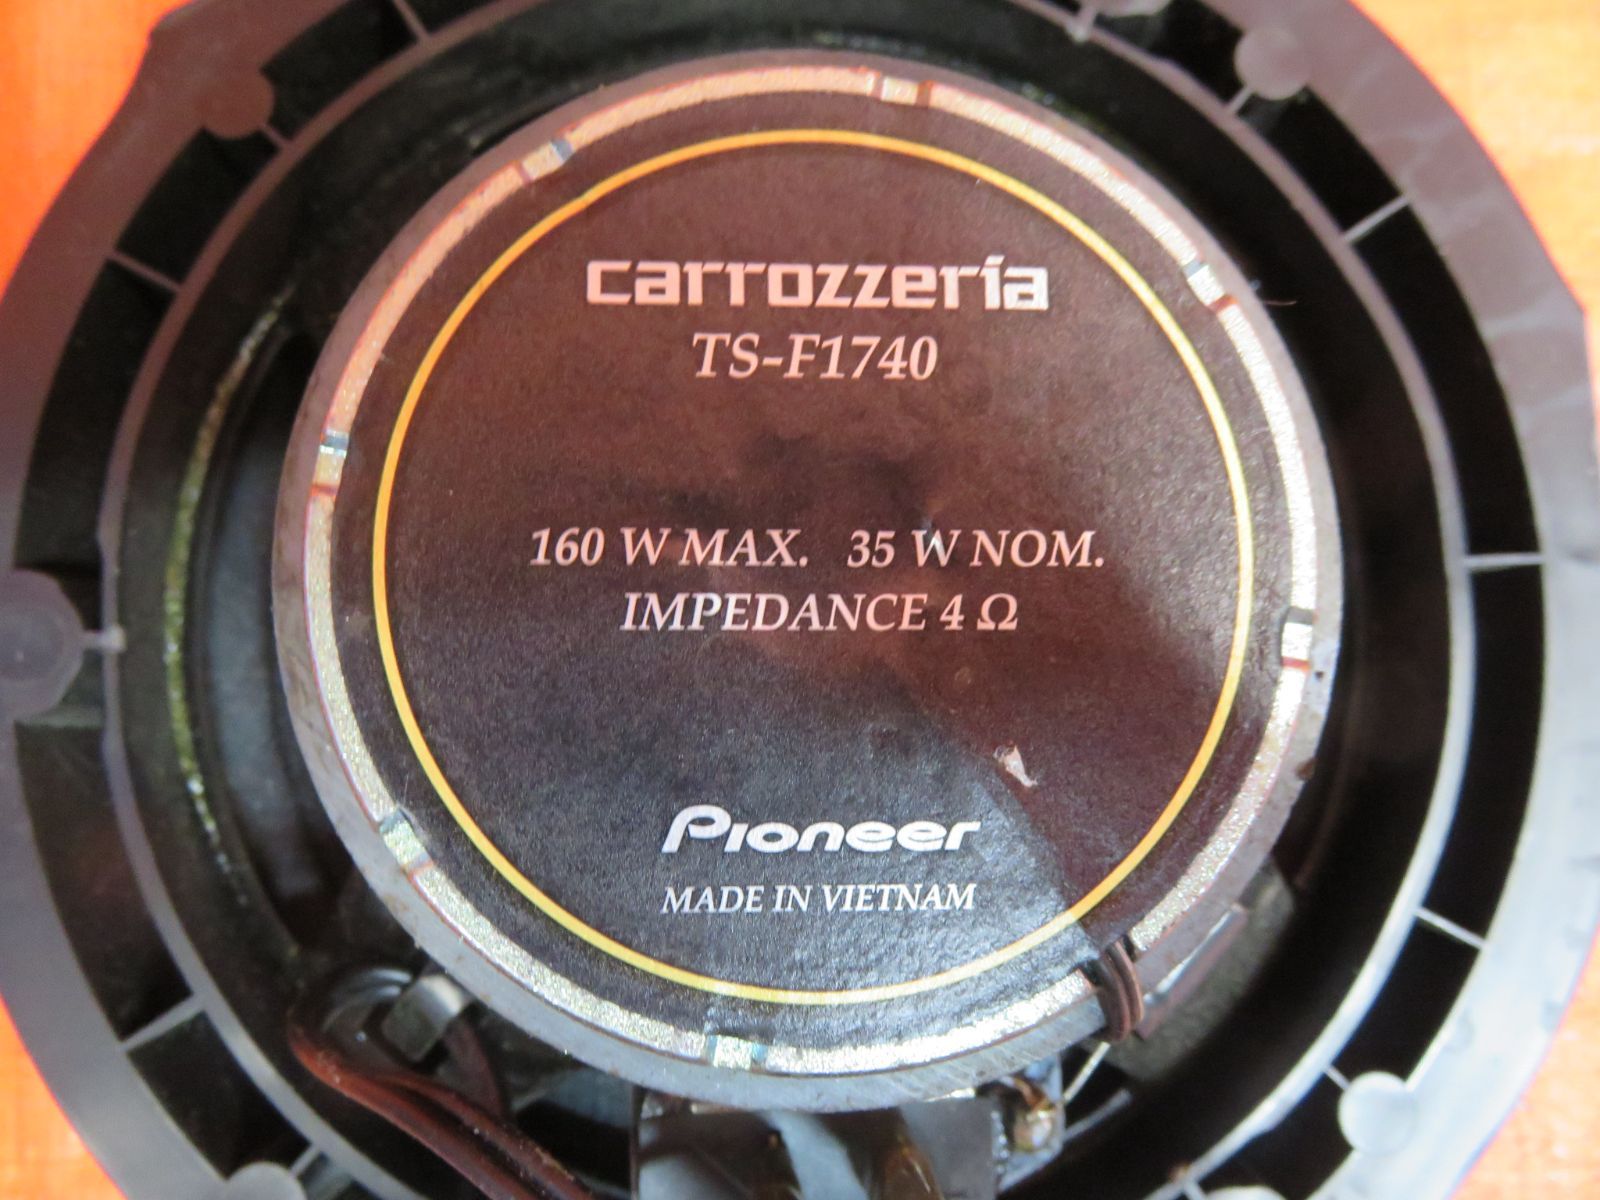 carrozzeria
TS-F1740
160 W MAX. 35 W NOM.
IMPEDANCE 4 Ω
Pioneer
MADE IN VIETNAM